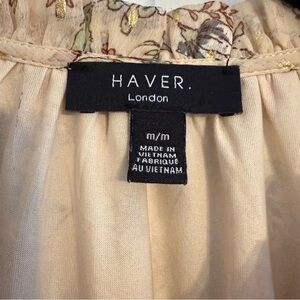 HAVER.
London
m/m
MADE IN
VIETNAM
FABRIQUÉ
AU VIETNAM